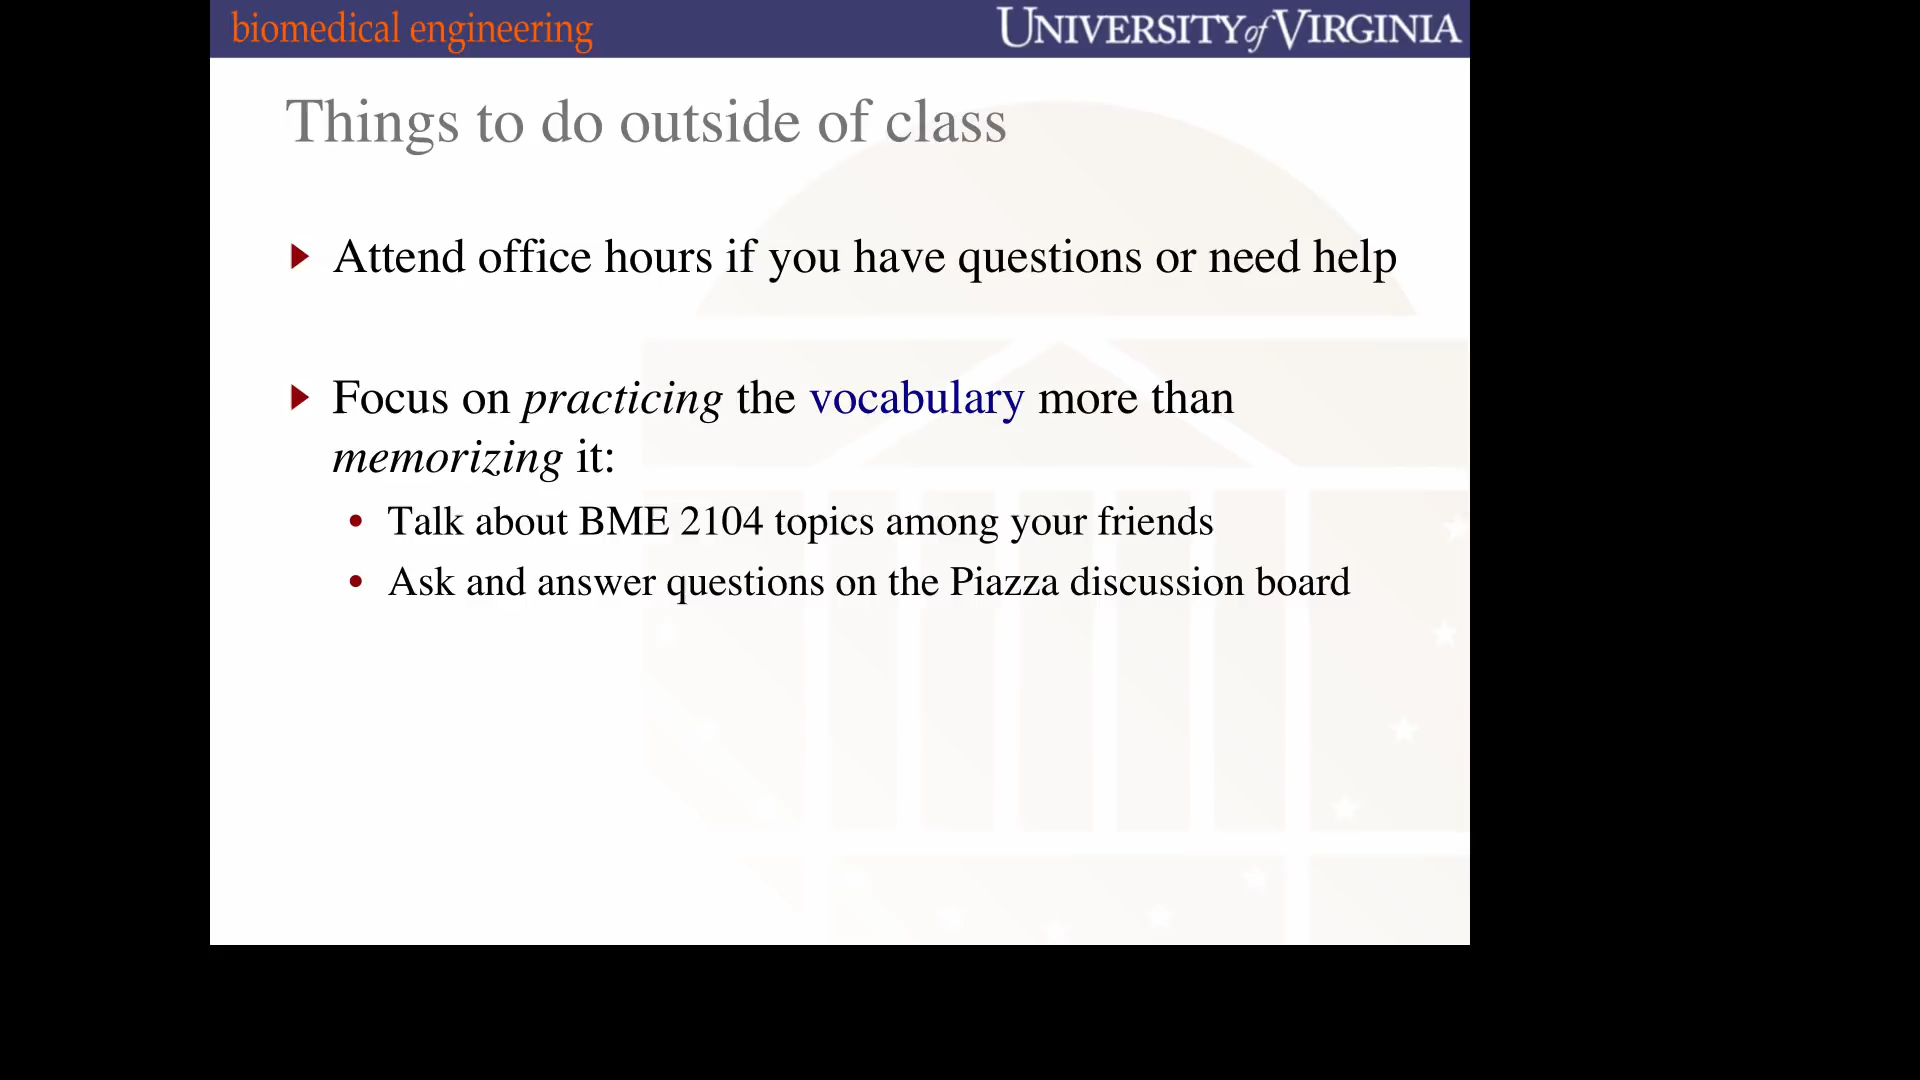 biomedical engineering
UNIVERSITY of VIRGINIA
Things to do outside of class
Attend office hours if you have questions or need help
Focus on practicing the vocabulary more than
memorizing it:
• Talk about BME 2104 topics among your friends
• Ask and answer questions on the Piazza discussion board